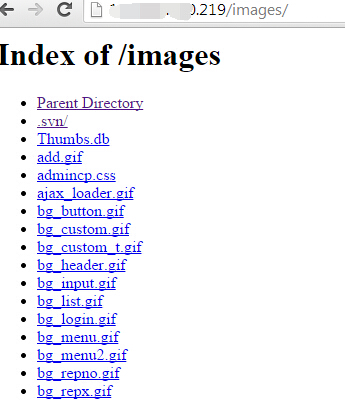 .219/images/
Index of /images
Parent Directory
.svn/
Thumbs.db
add.gif
admincp.css
ajax_loader.gif
bg_button.gif
bg_custom.gif
bg_custom_t.gif
bg_header.gif
bg_input.gif
bg_list.gif
bg_login.gif
bg_menu.gif
bg_menu2.gif
bg_repno.gif
bg_repx.gif